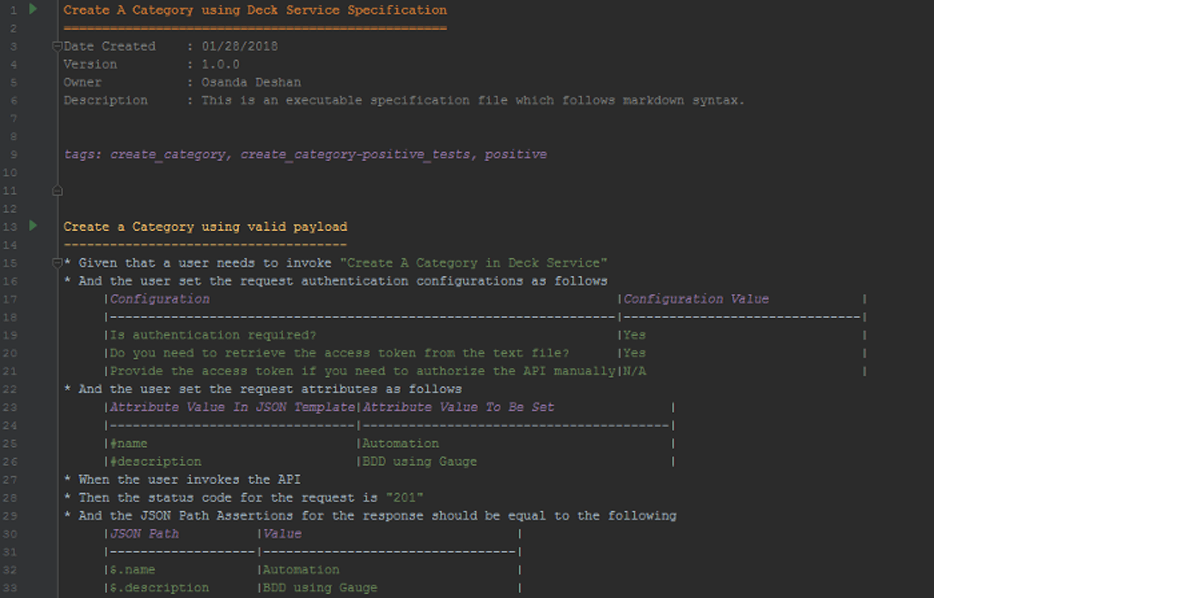 1 Create A Category using Deck Service Specification
2 ==================================================
3 Date Created : 01/28/2018
4 Version : 1.0.0
5 Owner : Osanda Deshan
6 Description : This is an executable specification file which follows markdown syntax.
7
8
9 tags: create_category, create_category-positive_tests, positive
10
11
12
13 Create a Category using valid payload
14 -------------------------------------
15 * Given that a user needs to invoke "Create A Category in Deck Service"
16 * And the user set the request authentication configurations as follows
17 |Configuration |Configuration Value |
18 |------------------------------------------------------------------|-------------------------------|
19 |Is authentication required? |Yes |
20 |Do you need to retrieve the access token from the text file? |Yes |
21 |Provide the access token if you need to authorize the API manually|N/A |
22 * And the user set the request attributes as follows
23 |Attribute Value In JSON Template|Attribute Value To Be Set |
24 |--------------------------------|----------------------------------------|
25 |#name |Automation |
26 |#description |BDD using Gauge |
27 * When the user invokes the API
28 * Then the status code for the request is "201"
29 * And the JSON Path Assertions for the response should be equal to the following
30 |JSON Path |Value |
31 |-------------------|---------------------------------|
32 |$.name |Automation |
33 |$.description |BDD using Gauge |